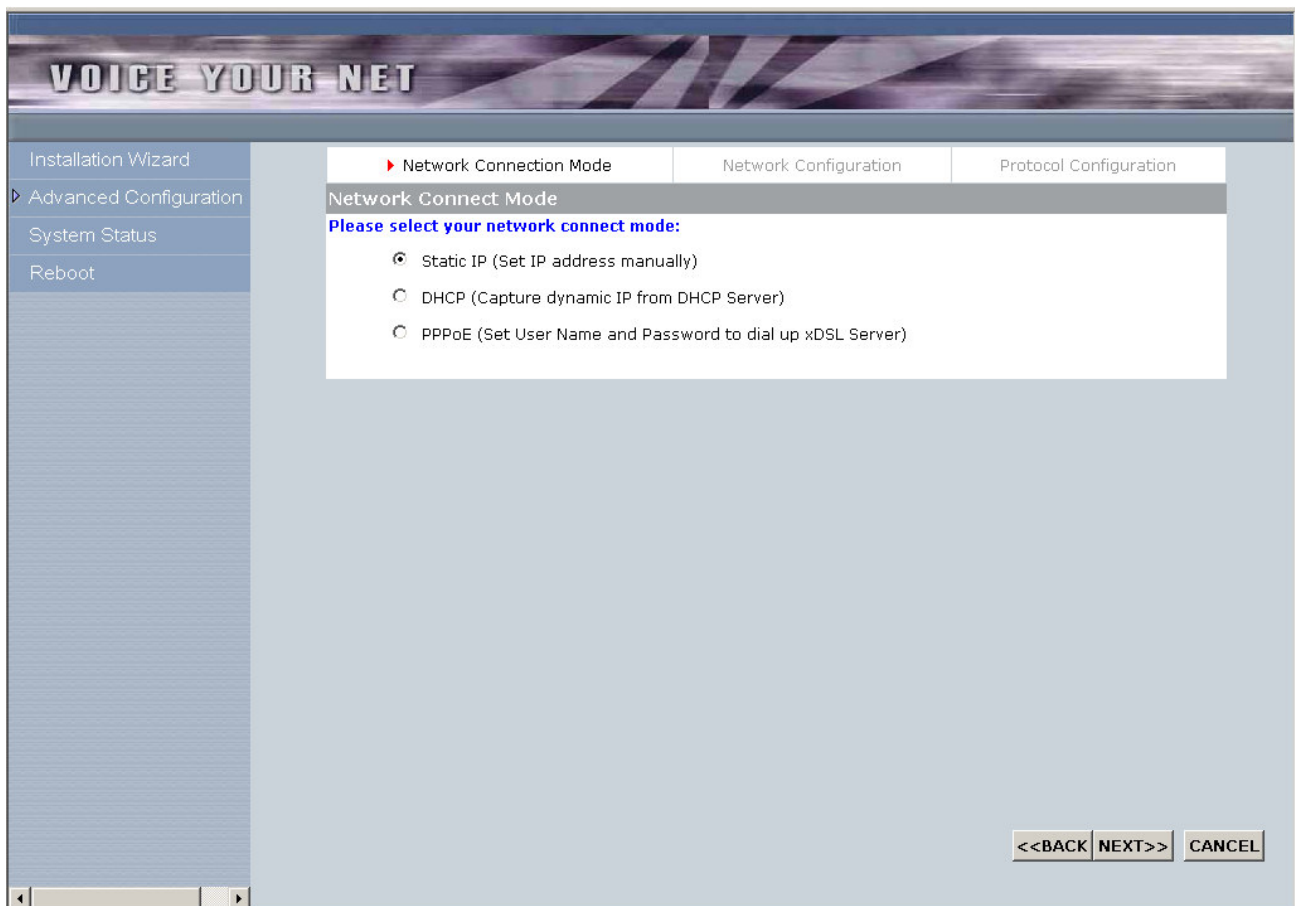 VOICE YOUR NET
Installation Wizard
Advanced Configuration
System Status
Reboot
Network Connection Mode
Network Configuration
Protocol Configuration
Network Connect Mode
Please select your network connect mode:
Static IP (Set IP address manually)
DHCP (Capture dynamic IP from DHCP Server)
PPPoE (Set User Name and Password to dial up xDSL Server)
<<BACK
NEXT>>
CANCEL